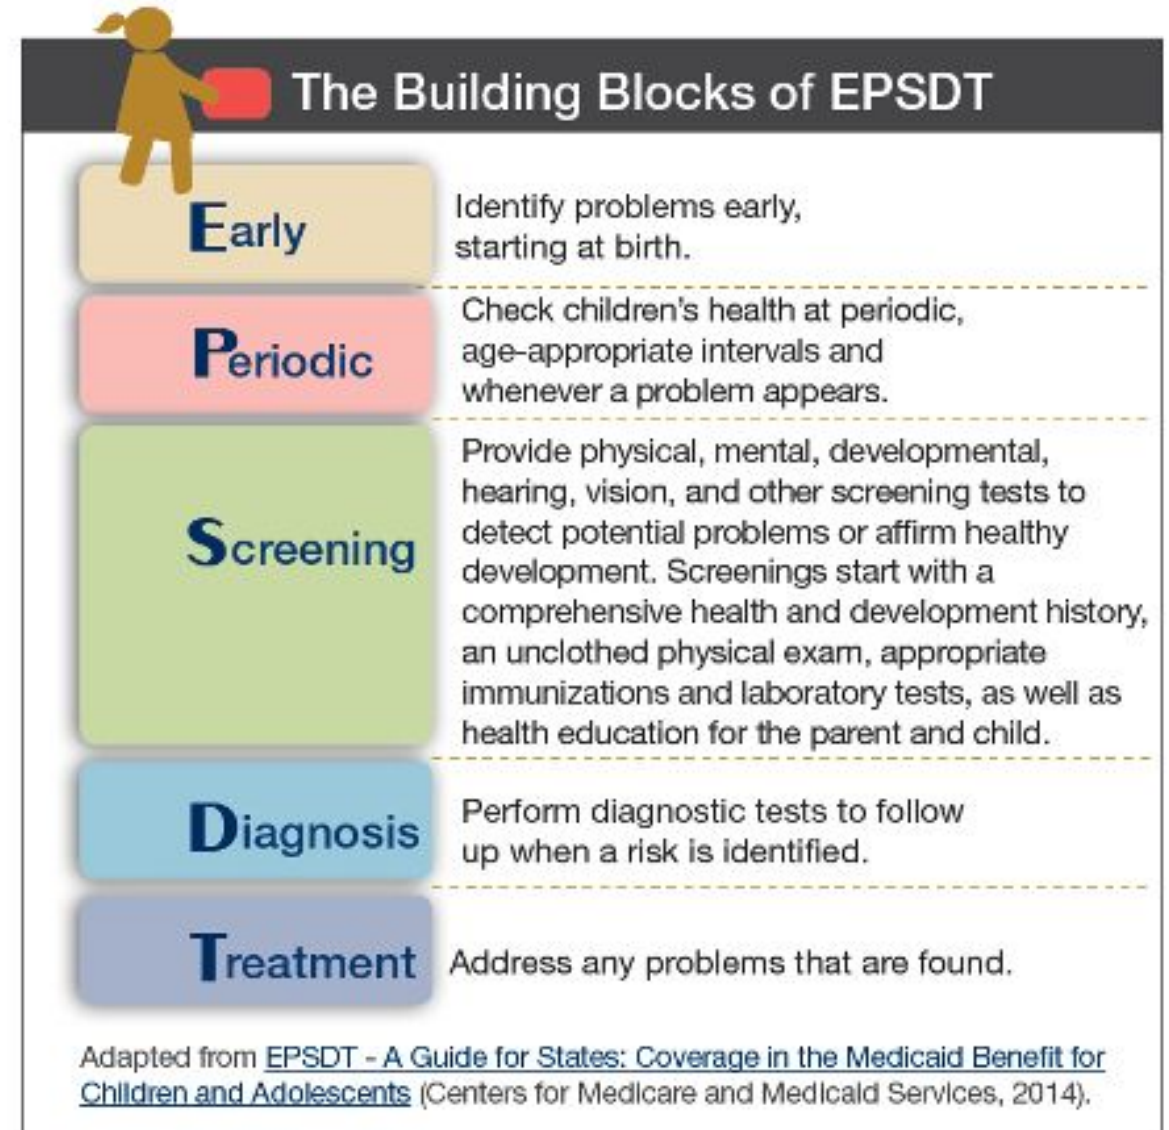 The Building Blocks of EPSDT
Early
Identify problems early,
starting at birth.
Periodic
Check children's health at periodic,
age-appropriate intervals and
whenever a problem appears.
Screening
Provide physical, mental, developmental,
hearing, vision, and other screening tests to
detect potential problems or affirm healthy
development. Screenings start with a
comprehensive health and development history,
an unclothed physical exam, appropriate
immunizations and laboratory tests, as well as
health education for the parent and child.
Diagnosis
Perform diagnostic tests to follow
up when a risk is identified.
Treatment
Address any problems that are found.
Adapted from EPSDT - A Guide for States: Coverage in the Medicaid Benefit for
Children and Adolescents (Centers for Medicare and Medicaid Services, 2014).